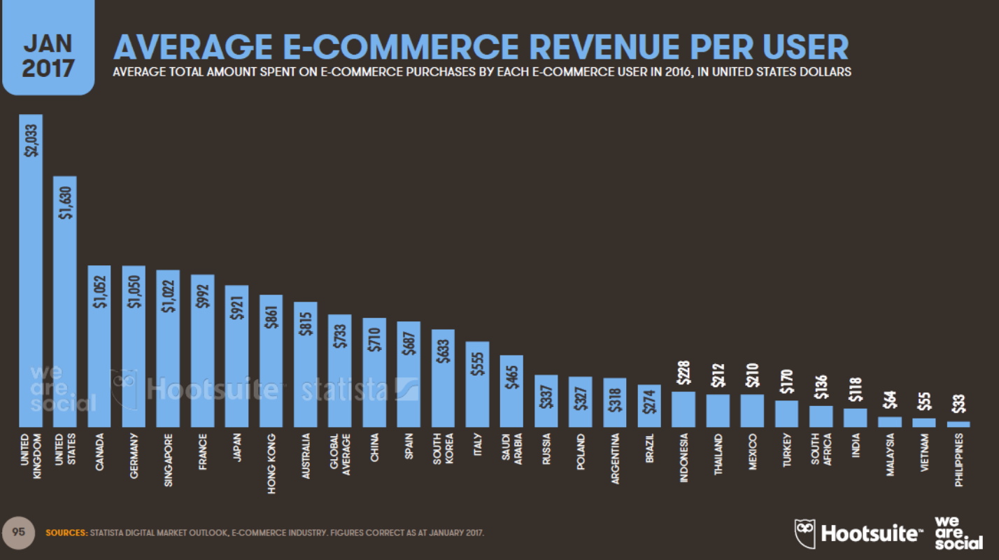 JAN
2017
AVERAGE E-COMMERCE REVENUE PER USER
AVERAGE TOTAL AMOUNT SPENT ON E-COMMERCE PURCHASES BY EACH E-COMMERCE USER IN 2016, IN UNITED STATES DOLLARS
$2,033
$1,630
$1,052
$1,050
$1,022
$992
$921
$861
$815
$733
$710
$687
$633
$555
$465
$337
$327
$318
$274
$228
$212
$210
$170
$136
$118
$64
$55
$33
we
are
social
Hootsuite™
statista
UNITED
KINGDOM
UNITED
STATES
CANADA
GERMANY
SINGAPORE
FRANCE
JAPAN
HONG KONG
AUSTRALIA
GLOBAL
AVERAGE
CHINA
SPAIN
SOUTH
KOREA
ITALY
SAUDI
ARABIA
RUSSIA
POLAND
ARGENTINA
BRAZIL
INDONESIA
THAILAND
MEXICO
TURKEY
SOUTH
AFRICA
INDIA
MALAYSIA
VIETNAM
PHILIPPINES
95
SOURCES: STATISTA DIGITAL MARKET OUTLOOK, E-COMMERCE INDUSTRY. FIGURES CORRECT AS AT JANUARY 2017.
Hootsuite™
we
are
social